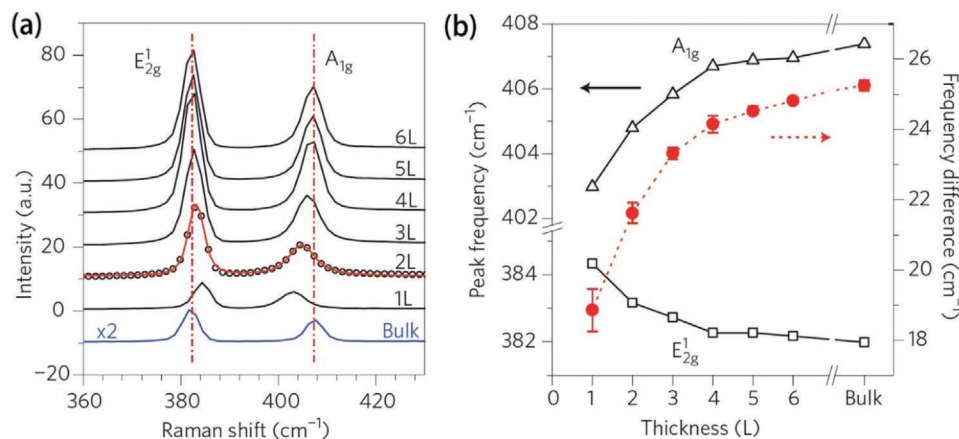 (a)
E¹₂g
A₁g
80
60
40
20
0
−20
6L
5L
4L
3L
2L
1L
x2
Bulk
Intensity (a.u.)
360
380
400
420
Raman shift (cm⁻¹)
(b)
408
406
404
402
384
382
A₁g
E¹₂g
Peak frequency (cm⁻¹)
26
24
22
20
18
Frequency difference (cm⁻¹)
0
1
2
3
4
5
6
Bulk
Thickness (L)